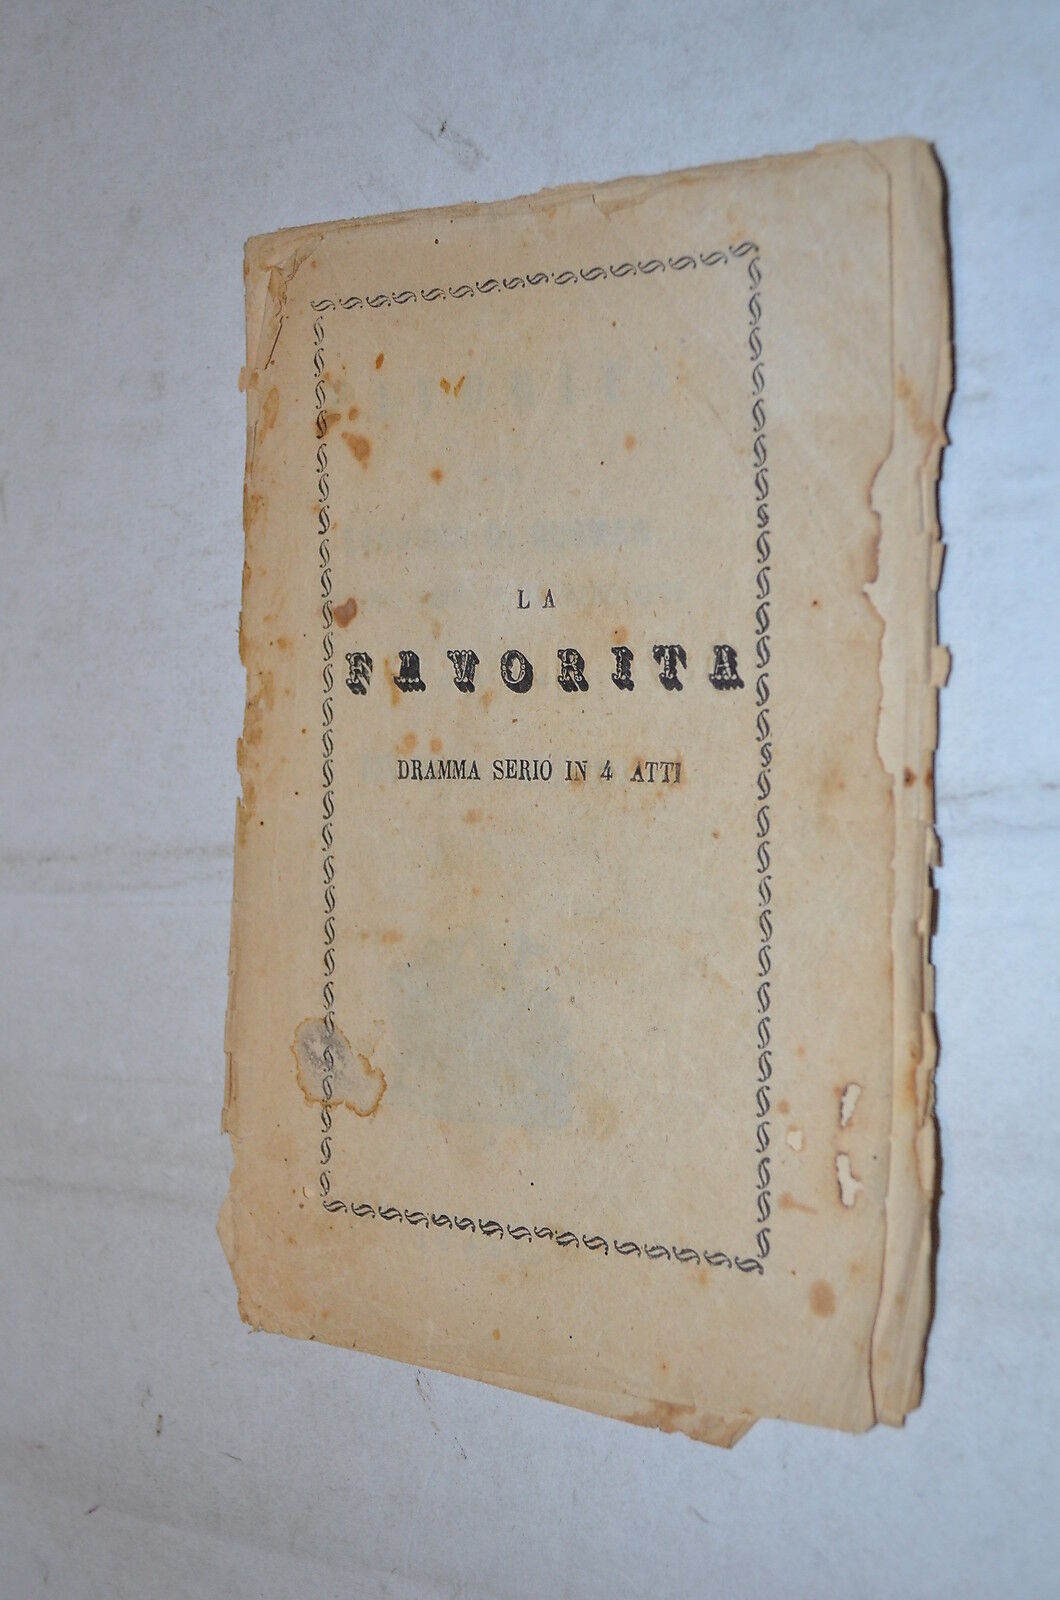 LA
FAVORITA
DRAMMA SERIO IN 4 ATTI